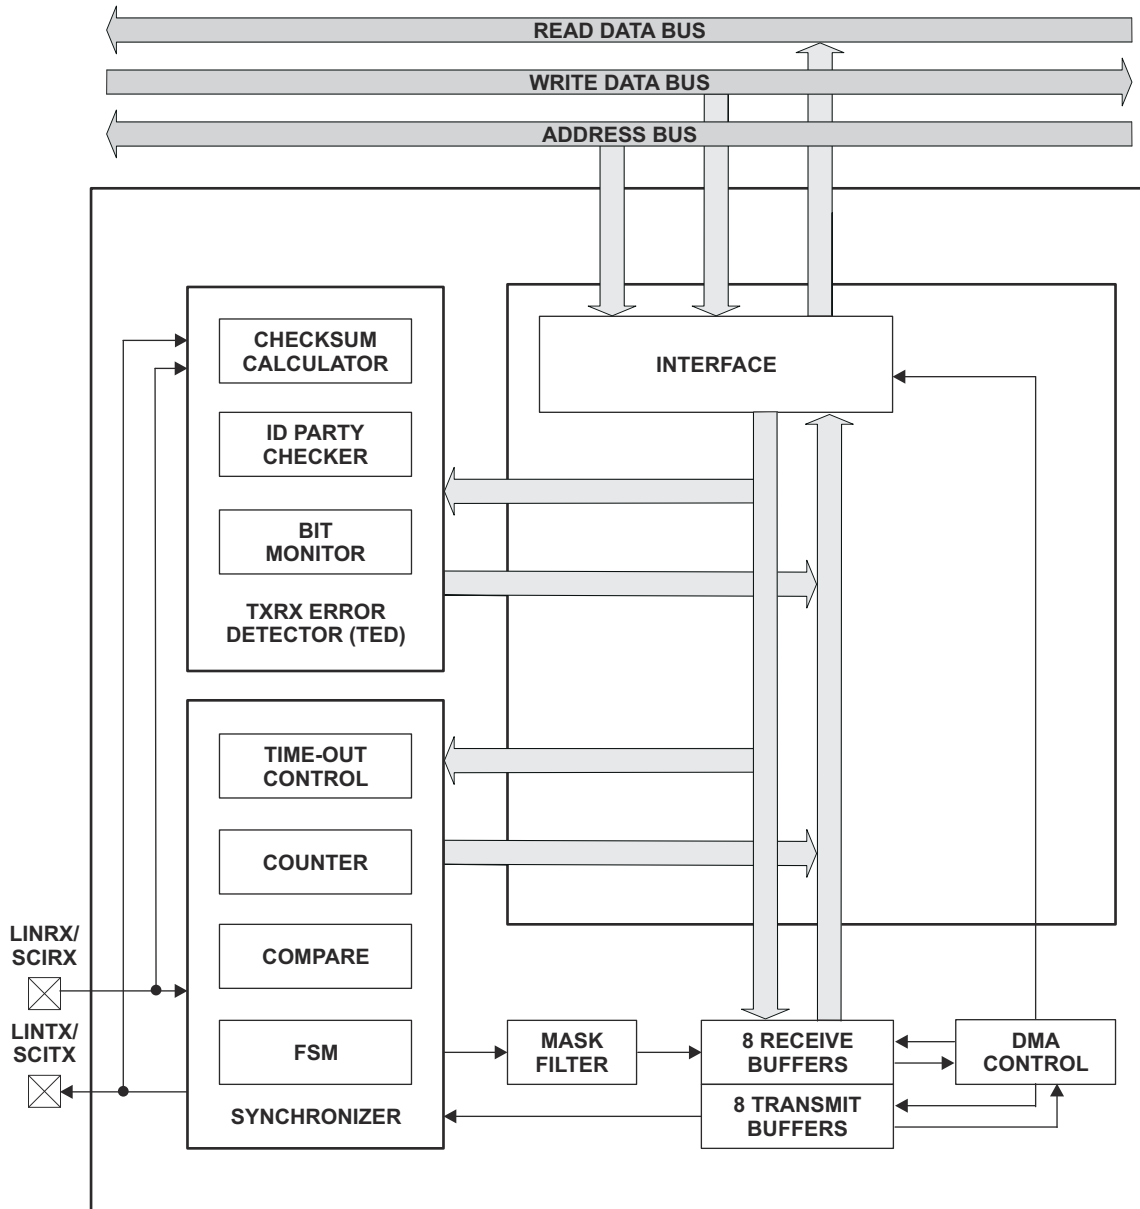 READ DATA BUS
WRITE DATA BUS
ADDRESS BUS
CHECKSUM
CALCULATOR
INTERFACE
ID PARTY
CHECKER
BIT
MONITOR
TXRX ERROR
DETECTOR (TED)
TIME-OUT
CONTROL
COUNTER
COMPARE
LINRX/
SCIRX
LINTX/
SCITX
FSM
SYNCHRONIZER
MASK
FILTER
8 RECEIVE
BUFFERS
8 TRANSMIT
BUFFERS
DMA
CONTROL